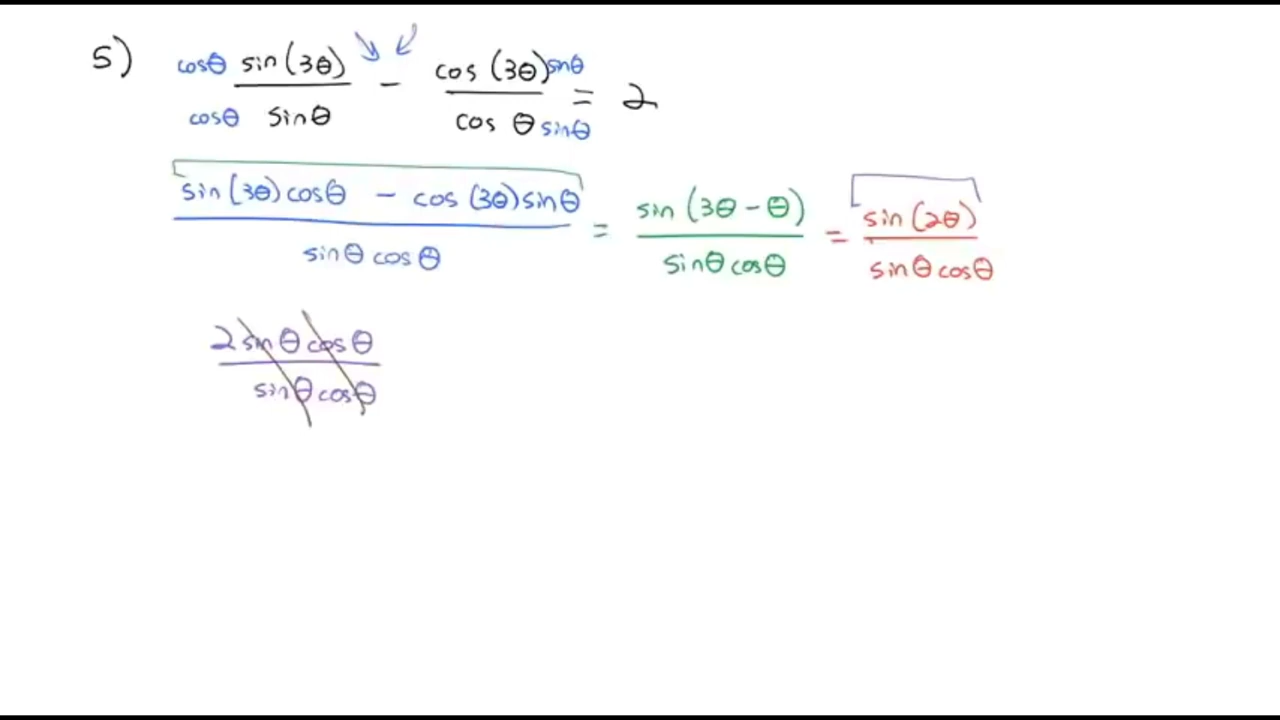 5) cosθ sin(3θ) / cosθ sinθ - cos(3θ) sinθ / cosθ sinθ = 2
sin(3θ)cosθ - cos(3θ)sinθ / sinθ cosθ = sin(3θ - θ) / sinθ cosθ = sin(2θ) / sinθ cosθ
2 sinθ cosθ / sinθ cosθ